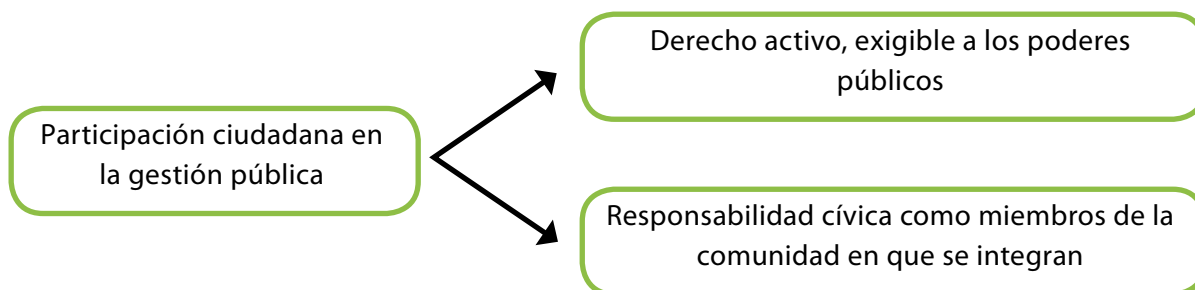 Derecho activo, exigible a los poderes
públicos
Participación ciudadana en
la gestión pública
Responsabilidad cívica como miembros de la
comunidad en que se integran